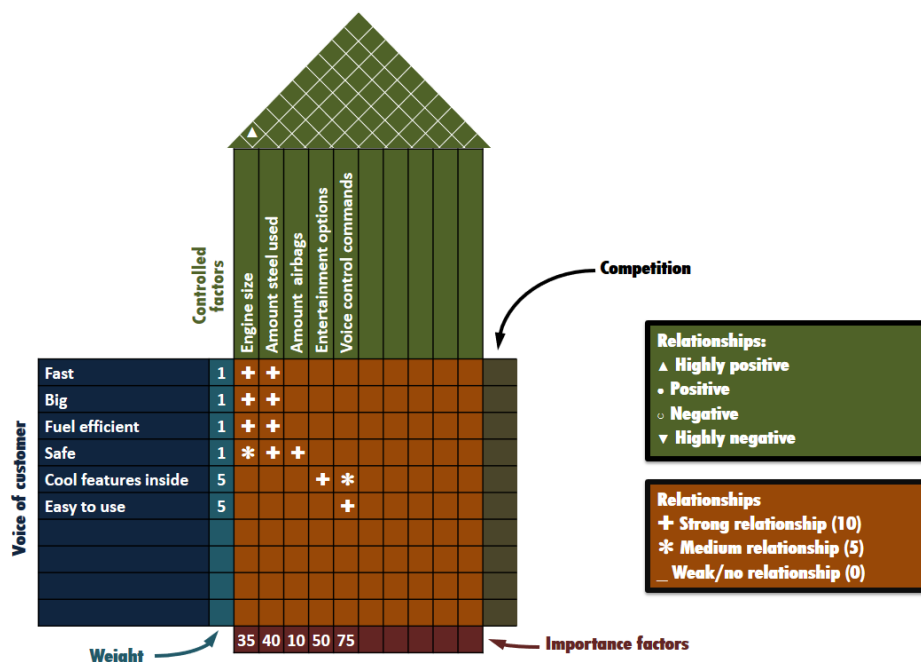 Controlled
factors
Engine size
Amount steel used
Amount airbags
Entertainment options
Voice control commands
Competition
Voice of customer
Fast 1 + +
Big 1 + +
Fuel efficient 1 + +
Safe 1 * + +
Cool features inside 5 + *
Easy to use 5 +
Weight
35 40 10 50 75
Importance factors
Relationships:
▲ Highly positive
● Positive
○ Negative
▼ Highly negative
Relationships
+ Strong relationship (10)
* Medium relationship (5)
_ Weak/no relationship (0)